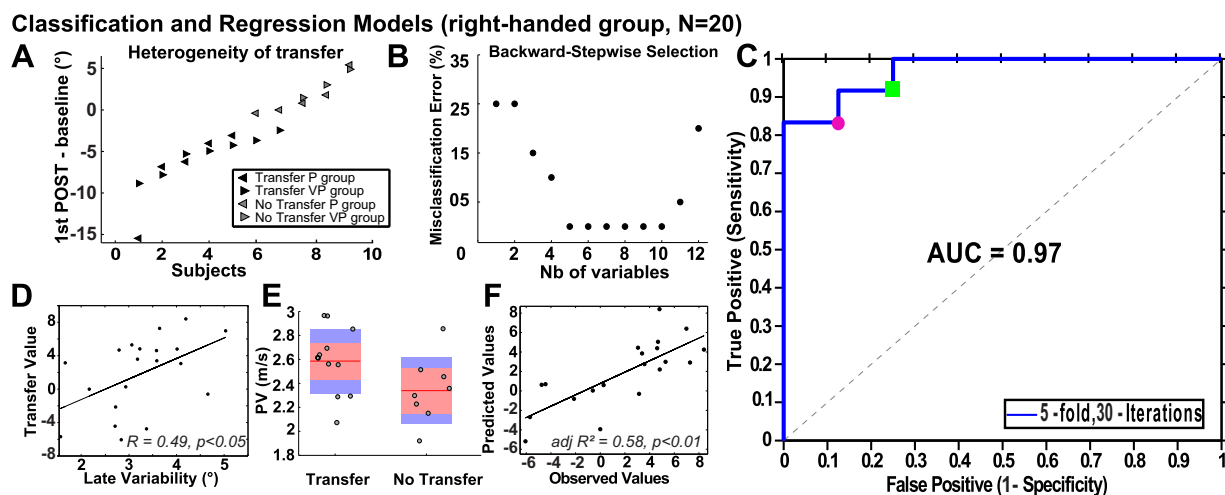 Classification and Regression Models (right-handed group, N=20)
A
Heterogeneity of transfer
1st POST - baseline (°)
5
0
-5
-10
-15
0
2
4
6
8
10
Subjects
Transfer P group
Transfer VP group
No Transfer P group
No Transfer VP group
B
Backward-Stepwise Selection
Misclassification Error (%)
35
25
15
05
0
2
4
6
8
10
12
Nb of variables
C
True Positive (Sensitivity)
1
0.9
0.8
0.7
0.6
0.5
0.4
0.3
0.2
0.1
0
AUC = 0.97
5 -fold,30 - Iterations
0
0.1
0.2
0.3
0.4
0.5
0.6
0.7
0.8
0.9
1
False Positive (1 - Specificity)
D
Transfer Value
8
4
0
-4
-8
R = 0.49, p<0.05
2
3
4
5
Late Variability (°)
E
PV (m/s)
3
2.8
2.6
2.4
2.2
2
1.8
Transfer
No Transfer
F
Predicted Values
8
6
4
2
0
-2
-4
-6
adj R² = 0.58, p<0.01
-6
-4
-2
0
2
4
6
8
Observed Values